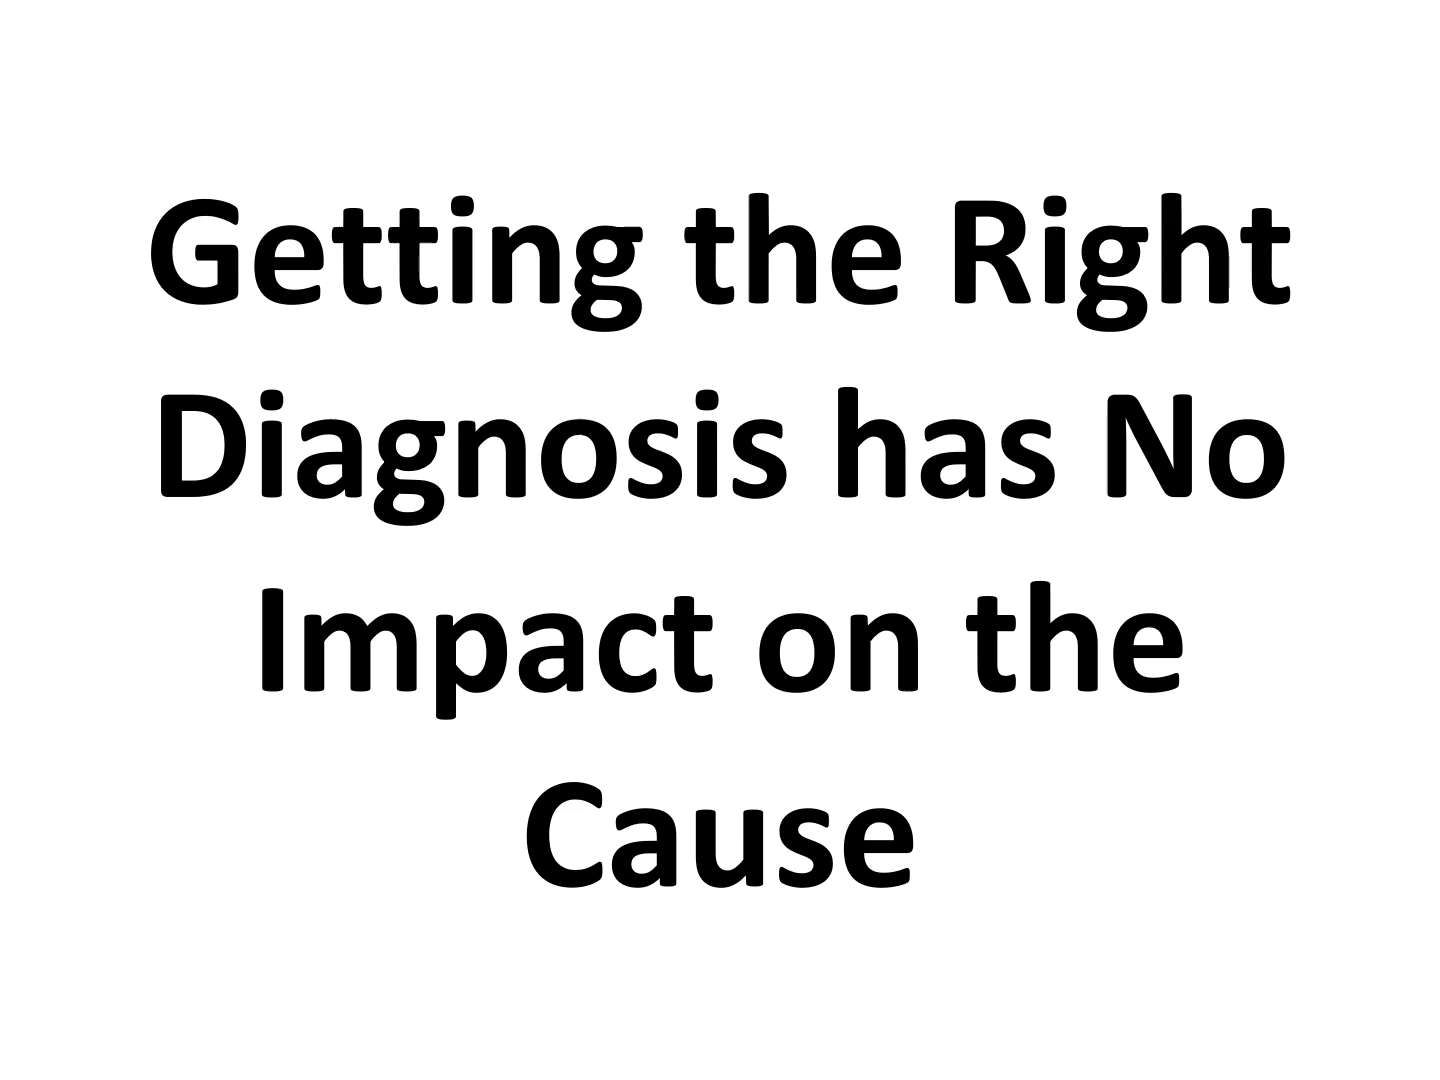 Getting the Right
Diagnosis has No
Impact on the
Cause